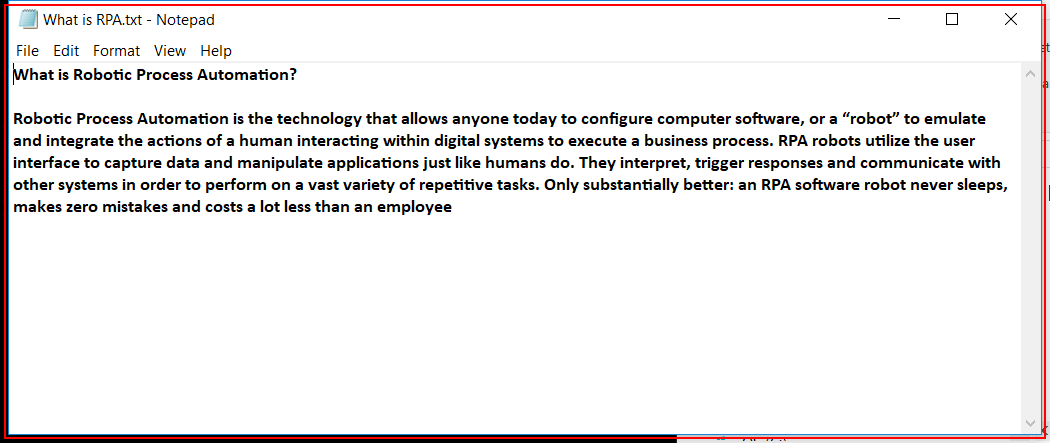 What is RPA.txt - Notepad
File Edit Format View Help
What is Robotic Process Automation?
Robotic Process Automation is the technology that allows anyone today to configure computer software, or a “robot” to emulate
and integrate the actions of a human interacting within digital systems to execute a business process. RPA robots utilize the user
interface to capture data and manipulate applications just like humans do. They interpret, trigger responses and communicate with
other systems in order to perform on a vast variety of repetitive tasks. Only substantially better: an RPA software robot never sleeps,
makes zero mistakes and costs a lot less than an employee